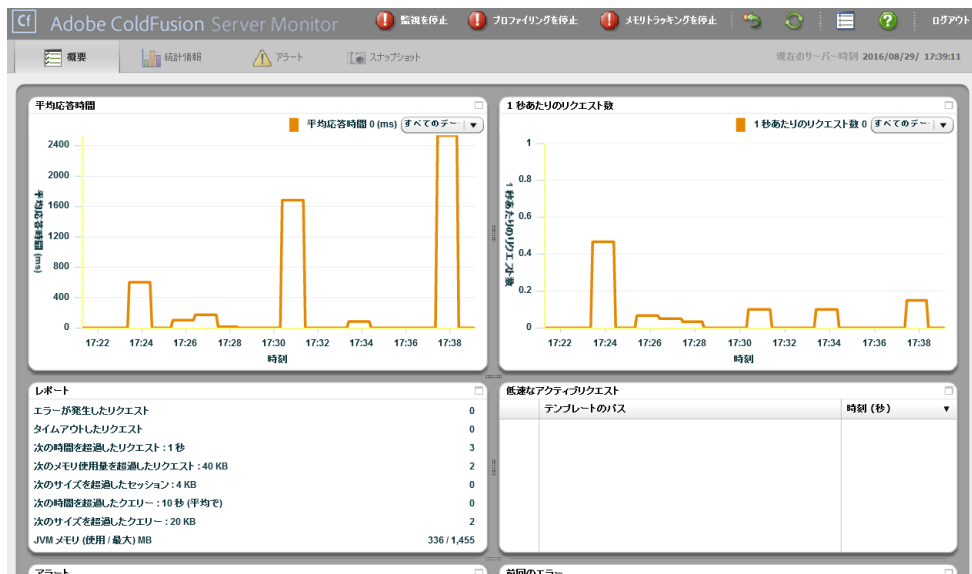 Cf Adobe ColdFusion Server Monitor 監視を停止 プロファイリングを停止 メモリトラッキングを停止 ログアウト
概要 統計情報 アラート スナップショット 現在のサーバー時刻 2016/08/29/ 17:39:11
平均応答時間
平均応答時間 0 (ms) すべてのデー
2400
2000
1600
1200
800
400
0
平均応答時間 (ms)
17:22 17:24 17:26 17:28 17:30 17:32 17:34 17:36 17:38
時刻
1 秒あたりのリクエスト数
1 秒あたりのリクエスト数 0 すべてのデー
1
0.8
0.6
0.4
0.2
0
1 秒あたりのリクエスト数
17:22 17:24 17:26 17:28 17:30 17:32 17:34 17:36 17:38
時刻
レポート
エラーが発生したリクエスト 0
タイムアウトしたリクエスト 0
次の時間を超過したリクエスト : 1 秒 3
次のメモリ使用量を超過したリクエスト : 40 KB 2
次のサイズを超過したセッション : 4 KB 0
次の時間を超過したクエリー : 10 秒 (平均で) 0
次のサイズを超過したクエリー : 20 KB 2
JVM メモリ (使用 / 最大) MB 336 / 1,455
低速なアクティブリクエスト
テンプレートのパス 時刻 (秒)
アラート
前回のエラー